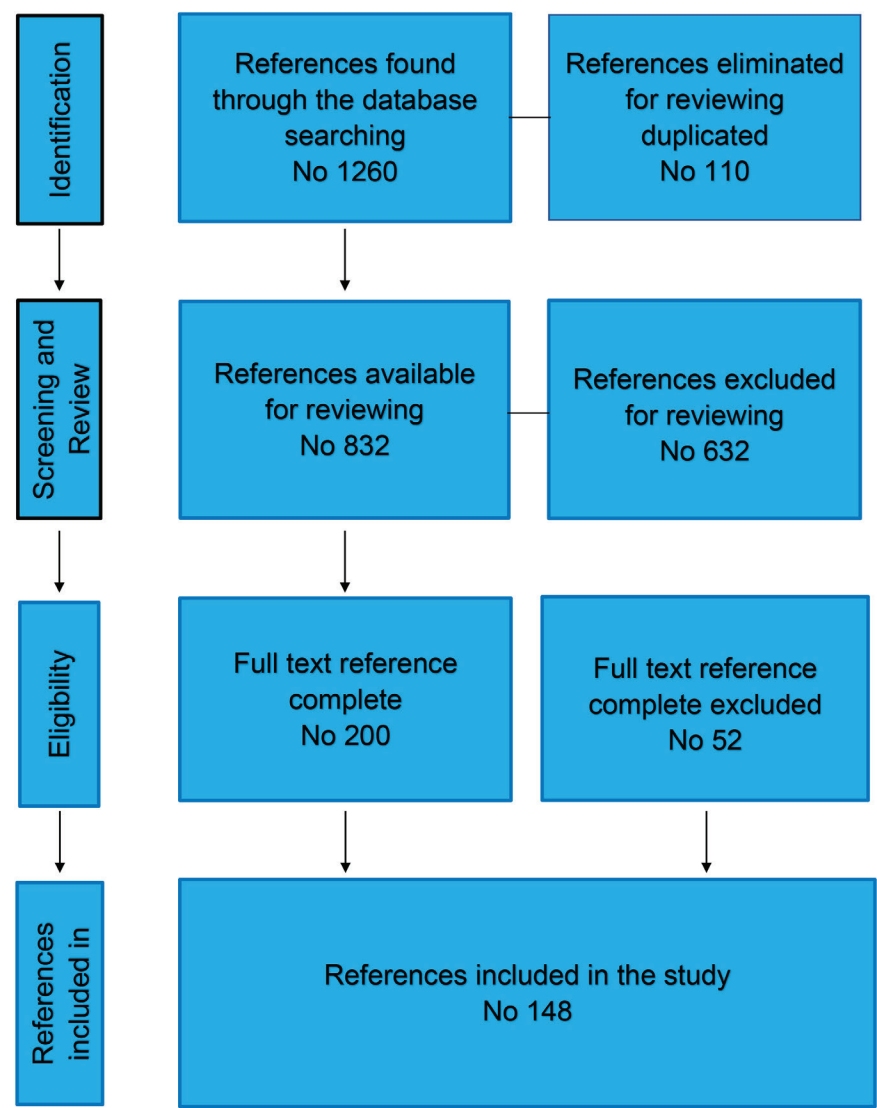 Identification
References found
through the database
searching
No 1260
References eliminated
for reviewing
duplicated
No 110
Screening and
Review
References available
for reviewing
No 832
References excluded
for reviewing
No 632
Eligibility
Full text reference
complete
No 200
Full text reference
complete excluded
No 52
References
included in
References included in the study
No 148